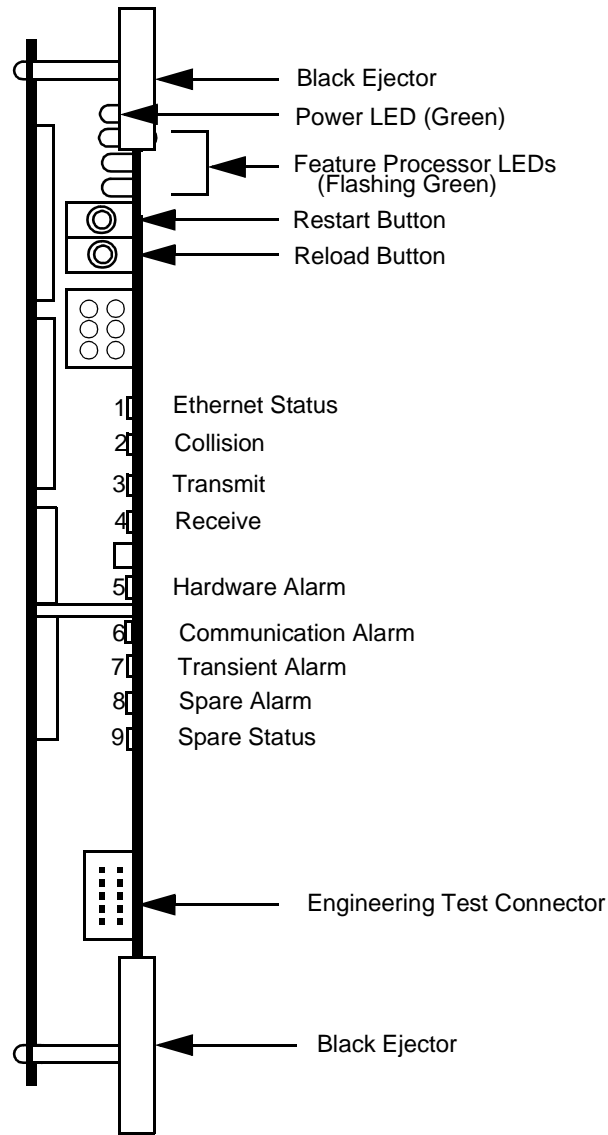 Black Ejector
Power LED (Green)
Feature Processor LEDs
(Flashing Green)
Restart Button
Reload Button
1 Ethernet Status
2 Collision
3 Transmit
4 Receive
5 Hardware Alarm
6 Communication Alarm
7 Transient Alarm
8 Spare Alarm
9 Spare Status
Engineering Test Connector
Black Ejector